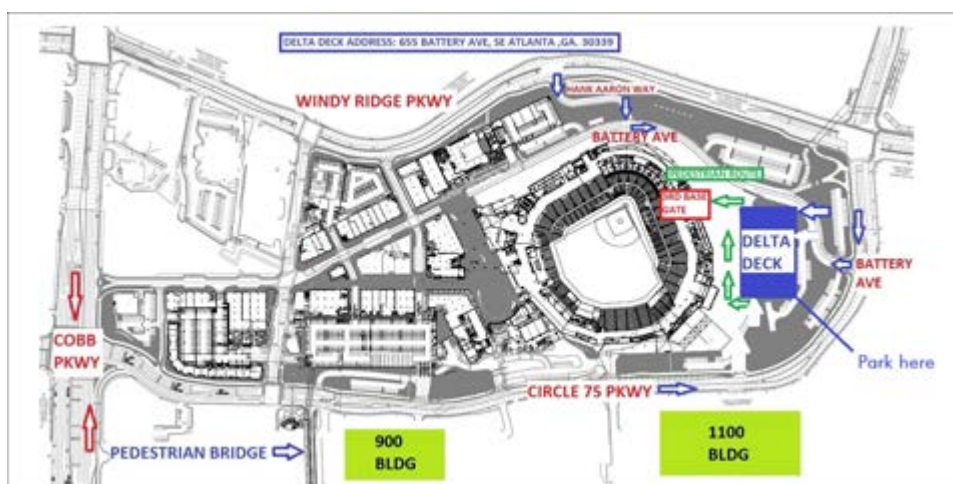 DELTA DECK ADDRESS: 655 BATTERY AVE, SE ATLANTA ,GA. 30339
HANK AARON WAY
WINDY RIDGE PKWY
BATTERY AVE
PEDESTRIAN ROUTE
3RD BASE
GATE
DELTA
DECK
BATTERY
AVE
COBB
PKWY
Park here
CIRCLE 75 PKWY
PEDESTRIAN BRIDGE
900
BLDG
1100
BLDG